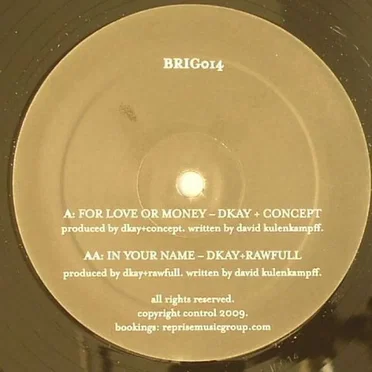 BRIG014
A: FOR LOVE OR MONEY – DKAY + CONCEPT
produced by dkay+concept. written by david kulenkampff.
AA: IN YOUR NAME – DKAY+RAWFULL
produced by dkay+rawfull. written by david kulenkampff.
all rights reserved.
copyright control 2009.
bookings: reprisemusicgroup.com